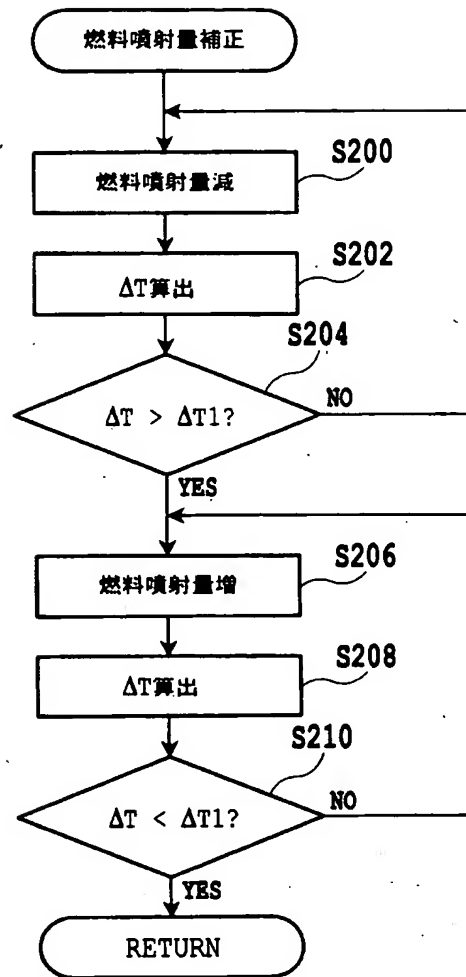 燃料噴射量補正
S200
燃料噴射量減
S202
ΔT算出
S204
ΔT > ΔT1?
NO
YES
S206
燃料噴射量増
S208
ΔT算出
S210
ΔT < ΔT1?
NO
YES
RETURN